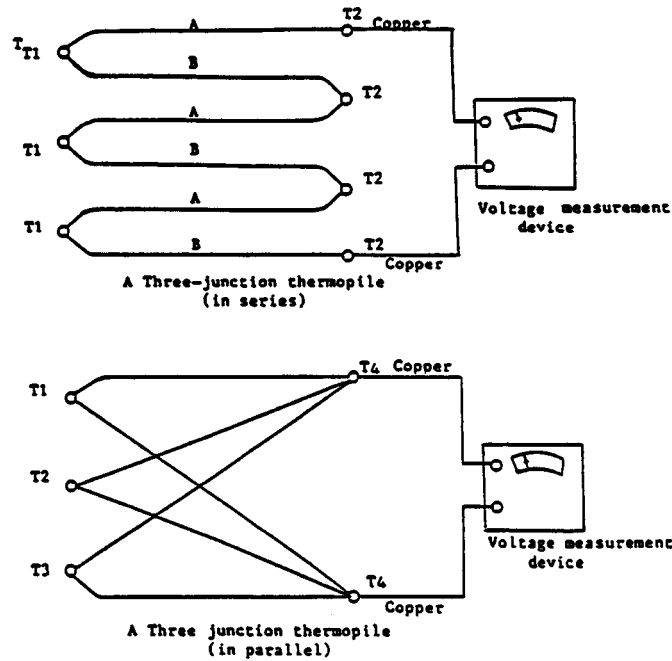 A
T2
Copper
T
T1
B
T2
A
T1
B
T2
A
T1
B
T2
Copper
Voltage measurement
device
A Three-junction thermopile
(in series)
T4 Copper
T1
T2
T3
T4
Copper
Voltage measurement
device
A Three junction thermopile
(in parallel)